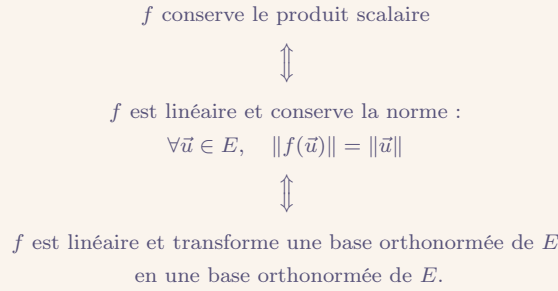 f conserve le produit scalaire
⇕
f est linéaire et conserve la norme :
∀u⃗ ∈ E, ‖f(u⃗)‖ = ‖u⃗‖
⇕
f est linéaire et transforme une base orthonormée de E
en une base orthonormée de E.